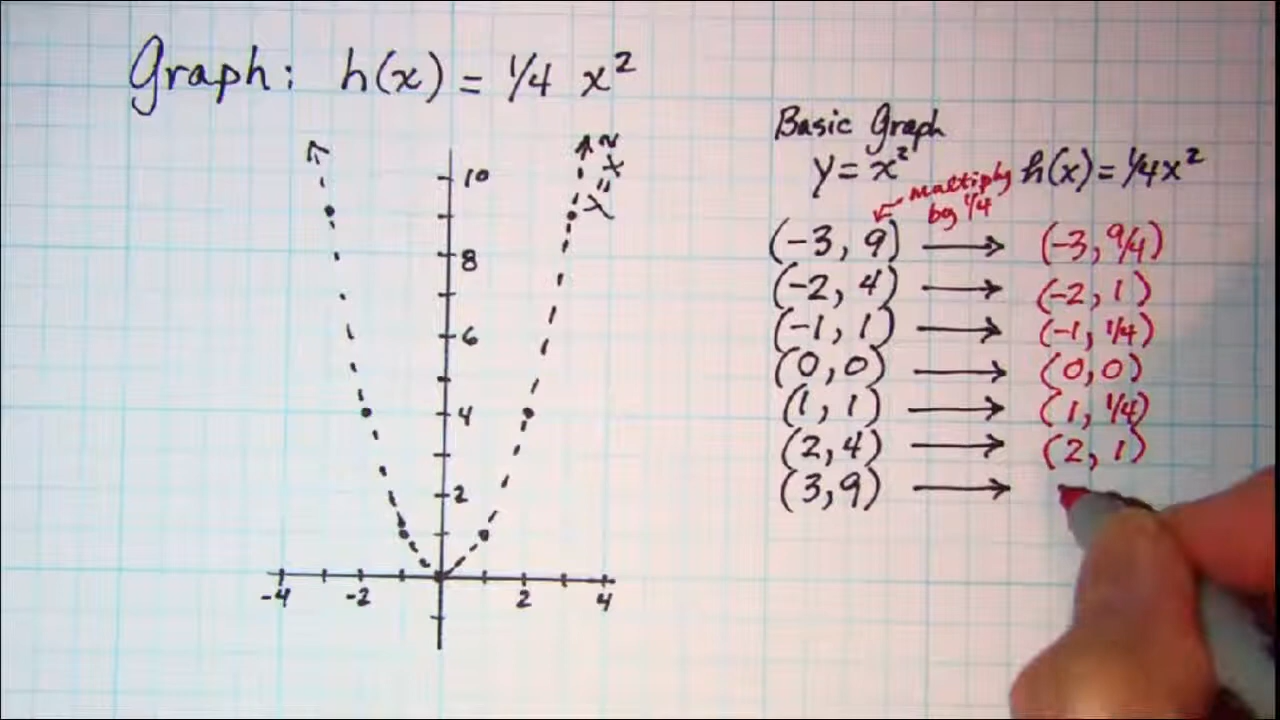 Graph: h(x) = 1/4 x²
Basic Graph
y = x²
multiply by 1/4
h(x) = 1/4x²
(-3, 9) → (-3, 9/4)
(-2, 4) → (-2, 1)
(-1, 1) → (-1, 1/4)
(0, 0) → (0, 0)
(1, 1) → (1, 1/4)
(2, 4) → (2, 1)
(3, 9) →
y = x²
10
8
6
4
2
-4 -2 2 4